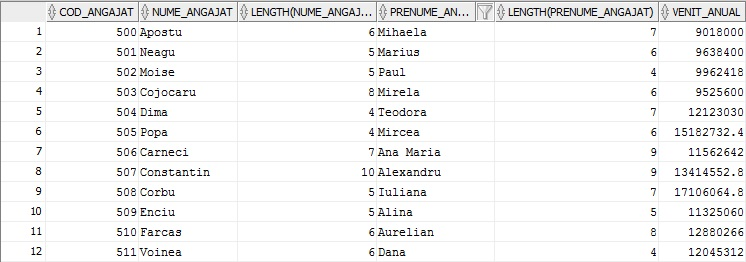 COD_ANGAJAT NUME_ANGAJAT LENGTH(NUME_ANGAJ... PRENUME_AN... LENGTH(PRENUME_ANGAJAT) VENIT_ANUAL
1 500 Apostu 6 Mihaela 7 9018000
2 501 Neagu 5 Marius 6 9638400
3 502 Moise 5 Paul 4 9962418
4 503 Cojocaru 8 Mirela 6 9525600
5 504 Dima 4 Teodora 7 12123030
6 505 Popa 4 Mircea 6 15182732.4
7 506 Carneci 7 Ana Maria 9 11562642
8 507 Constantin 10 Alexandru 9 13414552.8
9 508 Corbu 5 Iuliana 7 17106064.8
10 509 Enciu 5 Alina 5 11325060
11 510 Farcas 6 Aurelian 8 12880266
12 511 Voinea 6 Dana 4 12045312